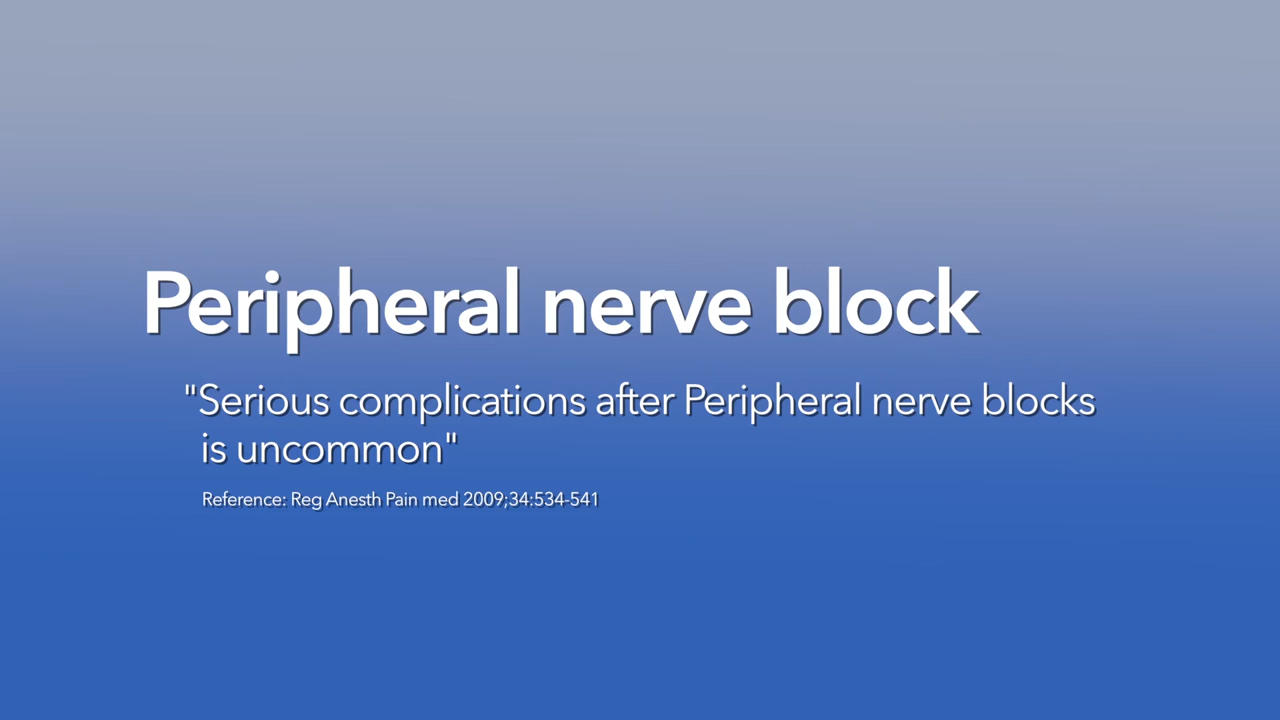 Peripheral nerve block
"Serious complications after Peripheral nerve blocks
is uncommon"
Reference: Reg Anesth Pain med 2009;34:534-541